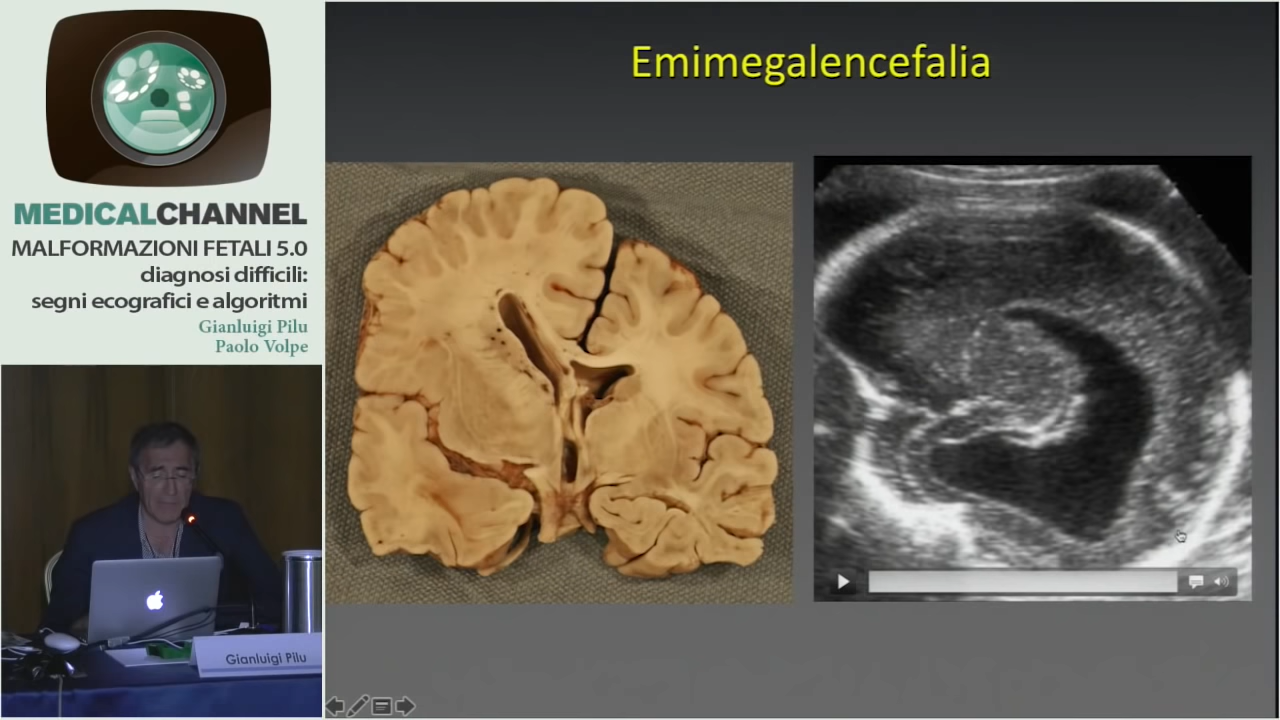 MEDICALCHANNEL
MALFORMAZIONI FETALI 5.0
diagnosi difficili:
segni ecografici e algoritmi
Gianluigi Pilu
Paolo Volpe
Emimegalencefalia
Gianluigi Pilu